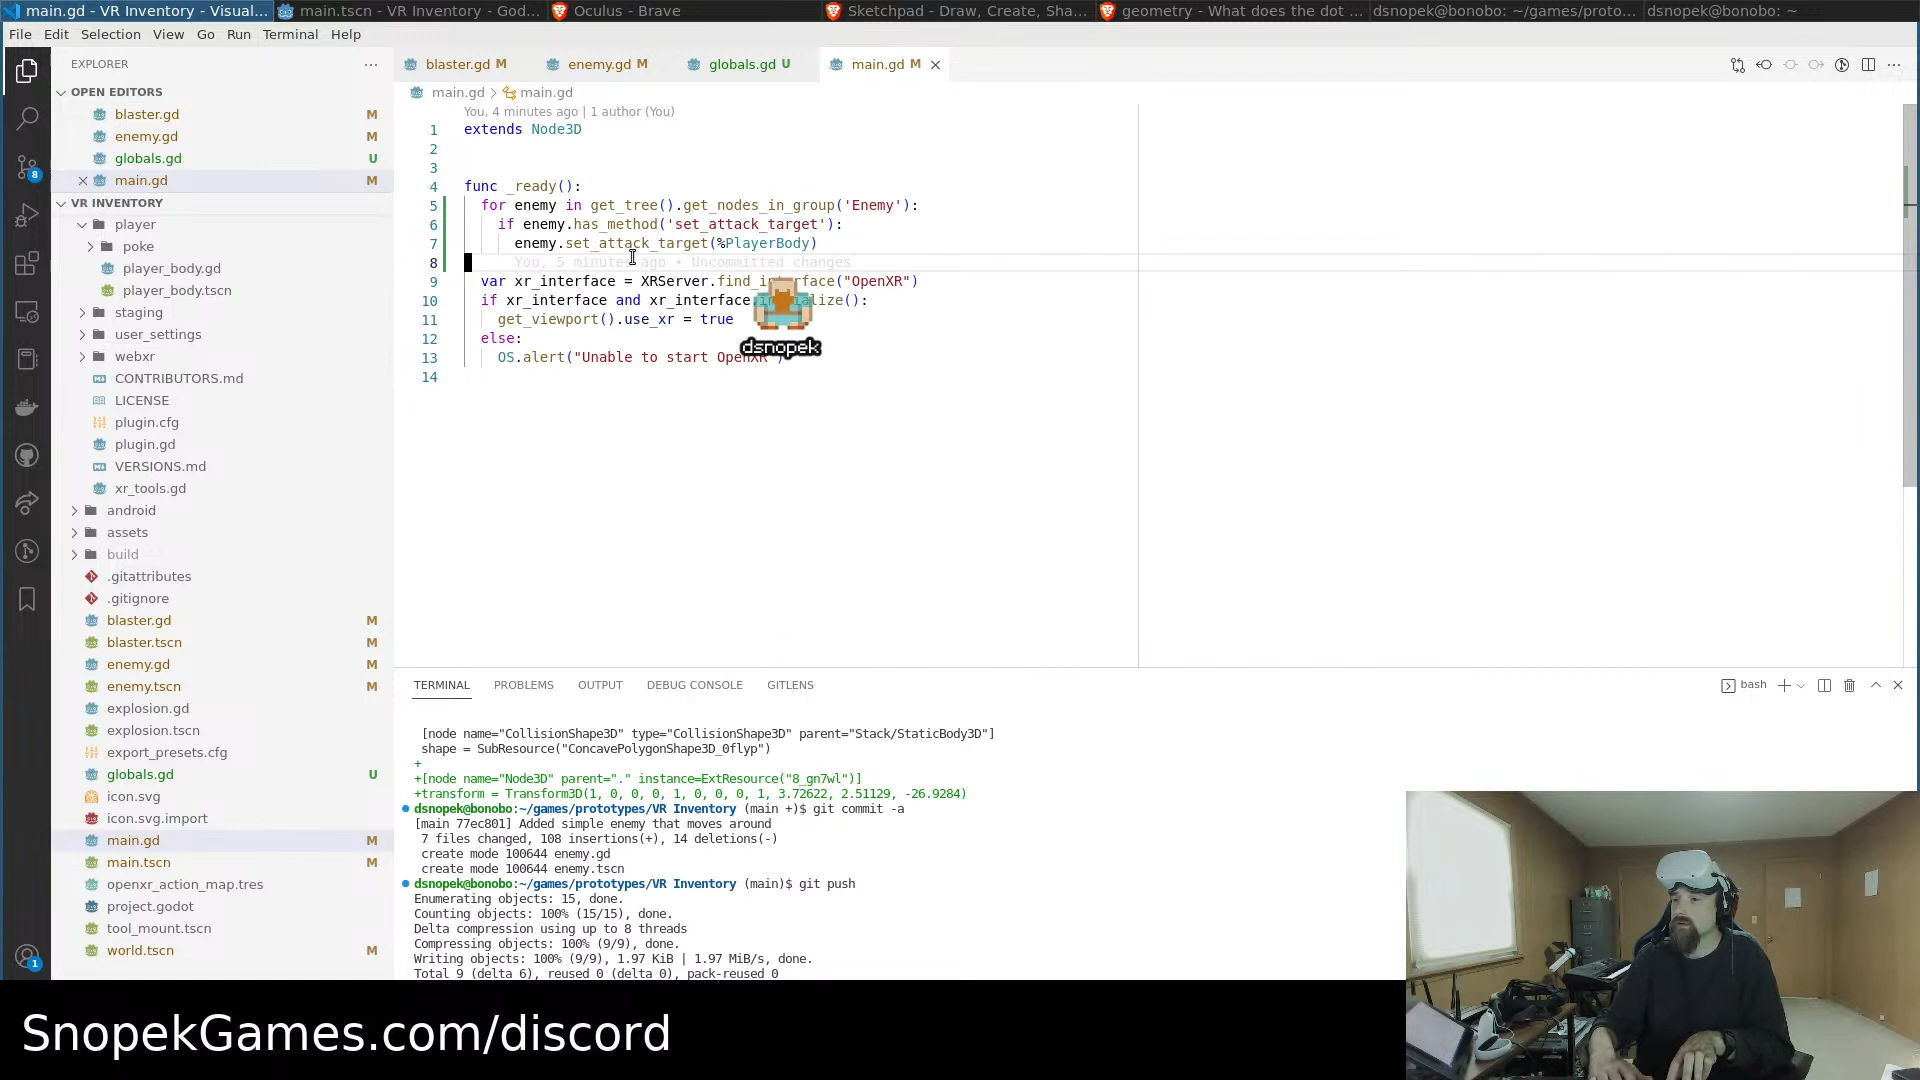 main.gd - VR Inventory - Visual...
main.tscn - VR Inventory - God...
Oculus - Brave
Sketchpad - Draw, Create, Sha...
geometry - What does the dot ...
dsnopek@bonobo: ~/games/proto...
dsnopek@bonobo: ~
File Edit Selection View Go Run Terminal Help
EXPLORER
OPEN EDITORS
blaster.gd M
enemy.gd M
globals.gd U
main.gd M
VR INVENTORY
player
poke
player_body.gd
player_body.tscn
staging
user_settings
webxr
CONTRIBUTORS.md
LICENSE
plugin.cfg
plugin.gd
VERSIONS.md
xr_tools.gd
android
assets
build
.gitattributes
.gitignore
blaster.gd M
blaster.tscn M
enemy.gd M
enemy.tscn M
explosion.gd
explosion.tscn
export_presets.cfg
globals.gd U
icon.svg
icon.svg.import
main.gd M
main.tscn M
openxr_action_map.tres
project.godot
tool_mount.tscn
world.tscn M
8
1
blaster.gd M
enemy.gd M
globals.gd U
main.gd M
main.gd > main.gd
You, 4 minutes ago | 1 author (You)
1 extends Node3D
2
3
4 func _ready():
5 for enemy in get_tree().get_nodes_in_group('Enemy'):
6 if enemy.has_method('set_attack_target'):
7 enemy.set_attack_target(%PlayerBody)
8 You, 5 minutes ago • Uncommitted changes
9 var xr_interface = XRServer.find_interface("OpenXR")
10 if xr_interface and xr_interface.initialize():
11 get_viewport().use_xr = true
12 else:
13 OS.alert("Unable to start OpenXR")
14
dsnopek
TERMINAL PROBLEMS OUTPUT DEBUG CONSOLE GITLENS
bash
[node name="CollisionShape3D" type="CollisionShape3D" parent="Stack/StaticBody3D"]
shape = SubResource("ConcavePolygonShape3D_0flyp")
+
+[node name="Node3D" parent="." instance=ExtResource("8_gn7wl")]
+transform = Transform3D(1, 0, 0, 0, 1, 0, 0, 0, 1, 3.72622, 2.51129, -26.9284)
dsnopek@bonobo:~/games/prototypes/VR Inventory (main +)$ git commit -a
[main 77ec801] Added simple enemy that moves around
7 files changed, 108 insertions(+), 14 deletions(-)
create mode 100644 enemy.gd
create mode 100644 enemy.tscn
dsnopek@bonobo:~/games/prototypes/VR Inventory (main)$ git push
Enumerating objects: 15, done.
Counting objects: 100% (15/15), done.
Delta compression using up to 8 threads
Compressing objects: 100% (9/9), done.
Writing objects: 100% (9/9), 1.97 KiB | 1.97 MiB/s, done.
Total 9 (delta 6), reused 0 (delta 0), pack-reused 0
SnopekGames.com/discord